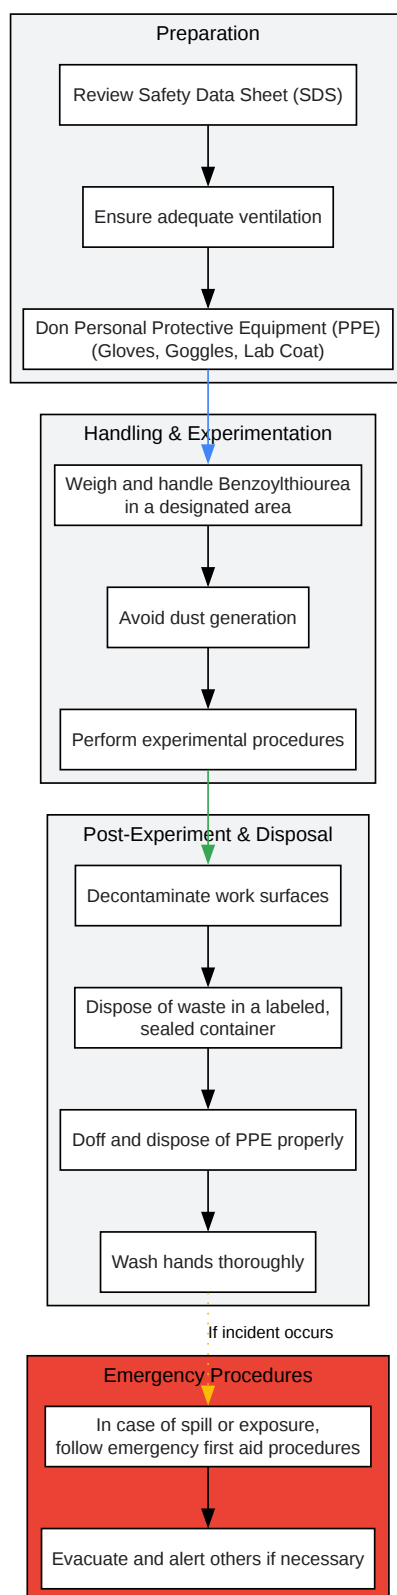 Preparation
Review Safety Data Sheet (SDS)
Ensure adequate ventilation
Don Personal Protective Equipment (PPE)
(Gloves, Goggles, Lab Coat)
Handling & Experimentation
Weigh and handle Benzoylthiourea
in a designated area
Avoid dust generation
Perform experimental procedures
Post-Experiment & Disposal
Decontaminate work surfaces
Dispose of waste in a labeled,
sealed container
Doff and dispose of PPE properly
Wash hands thoroughly
If incident occurs
Emergency Procedures
In case of spill or exposure,
follow emergency first aid procedures
Evacuate and alert others if necessary